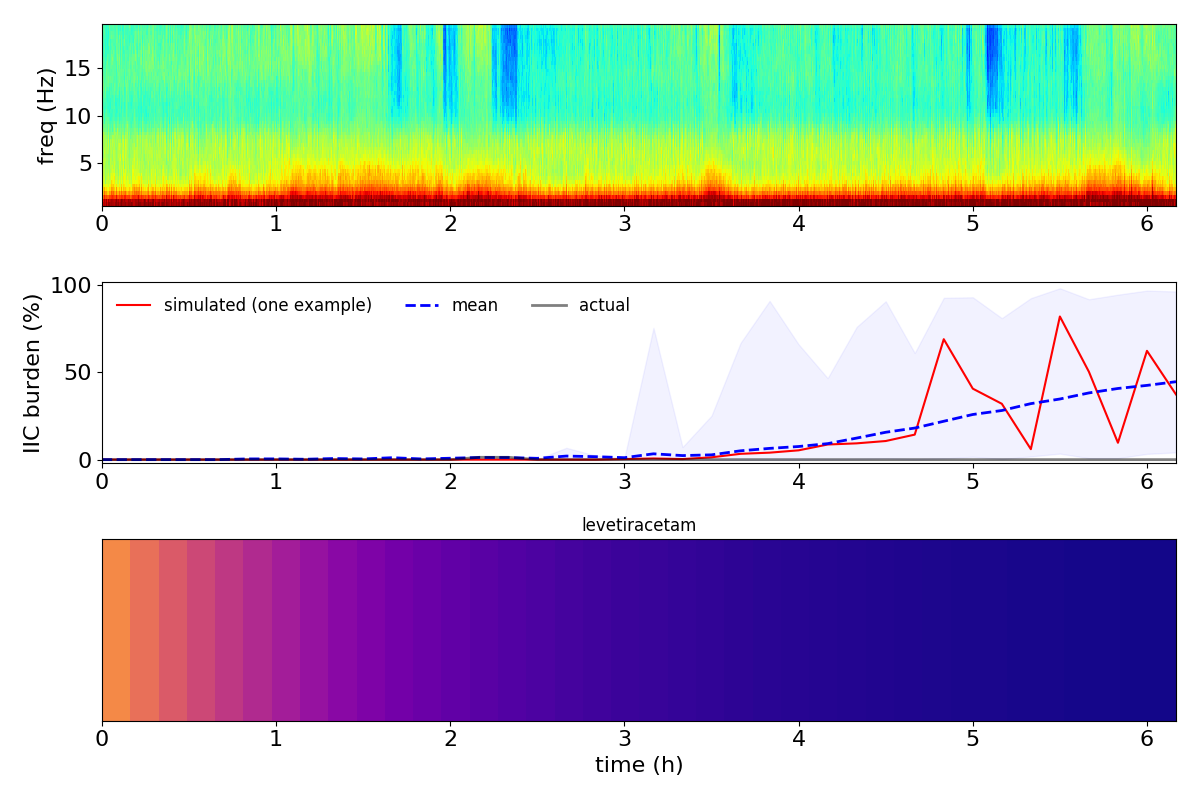 15
10
5
freq (Hz)
0 1 2 3 4 5 6
100
50
0
IIC burden (%)
simulated (one example) mean actual
0 1 2 3 4 5 6
levetiracetam
0 1 2 3 4 5 6
time (h)